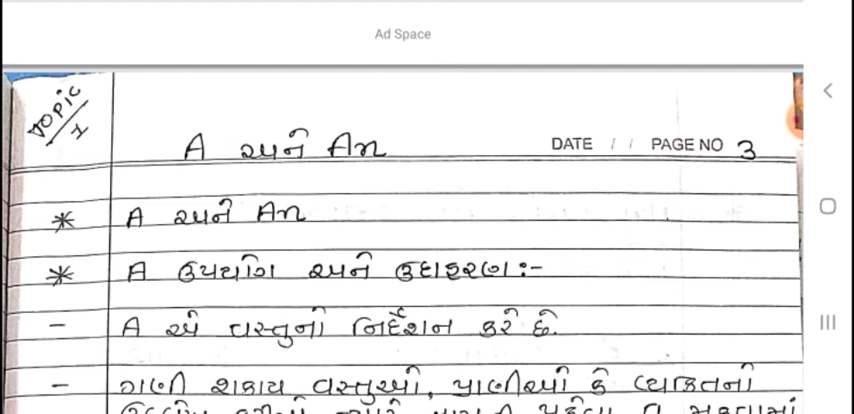 Ad Space
Topic
1
A અને An
DATE / / PAGE NO 3
* A અને An
* A ઉપયોગ અને ઉદાહરણ:-
- A એ વસ્તુનો નિર્દેશન કરે છે.
- ગણી શકાય વસ્તુઓ, પ્રાણીઓ કે વ્યક્તિનો